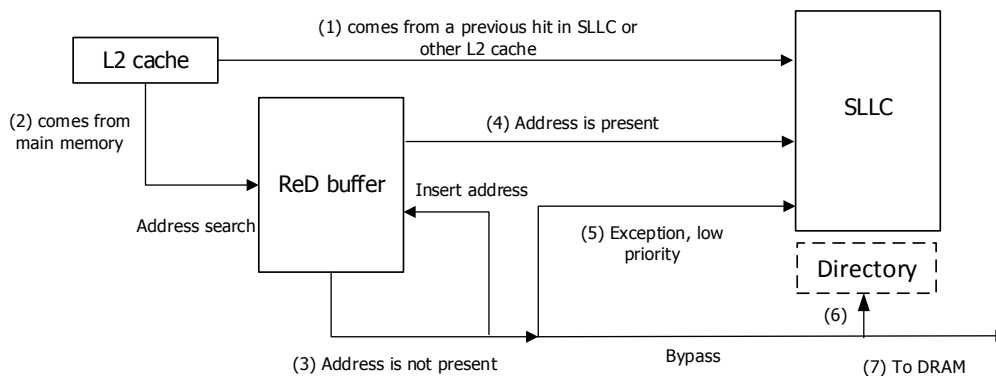 (1) comes from a previous hit in SLLC or
other L2 cache
L2 cache
SLLC
(2) comes from
main memory
(4) Address is present
ReD buffer
Insert address
Address search
(5) Exception, low
priority
Directory
(6)
(3) Address is not present
Bypass
(7) To DRAM